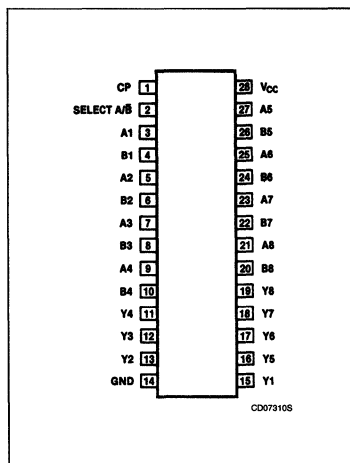 CP 1 28 VCC
SELECT A/B̅ 2 27 A5
A1 3 26 B5
B1 4 25 A6
A2 5 24 B6
B2 6 23 A7
A3 7 22 B7
B3 8 21 A8
A4 9 20 B8
B4 10 19 Y8
Y4 11 18 Y7
Y3 12 17 Y6
Y2 13 16 Y5
GND 14 15 Y1
CD07310S